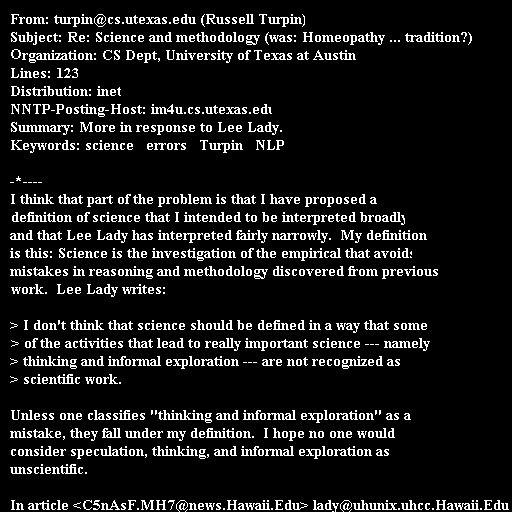 From: turpin@cs.utexas.edu (Russell Turpin)
Subject: Re: Science and methodology (was: Homeopathy ... tradition?)
Organization: CS Dept, University of Texas at Austin
Lines: 123
Distribution: inet
NNTP-Posting-Host: im4u.cs.utexas.edu
Summary: More in response to Lee Lady.
Keywords: science errors Turpin NLP

-*----
I think that part of the problem is that I have proposed a
definition of science that I intended to be interpreted broadly
and that Lee Lady has interpreted fairly narrowly. My definition
is this: Science is the investigation of the empirical that avoids
mistakes in reasoning and methodology discovered from previous
work. Lee Lady writes:

> I don't think that science should be defined in a way that some
> of the activities that lead to really important science --- namely
> thinking and informal exploration --- are not recognized as
> scientific work.

Unless one classifies "thinking and informal exploration" as a
mistake, they fall under my definition. I hope no one would
consider speculation, thinking, and informal exploration as
unscientific.

In article <C5nAsF.MH7@news.Hawaii.Edu> lady@uhunix.uhcc.Hawaii.Edu